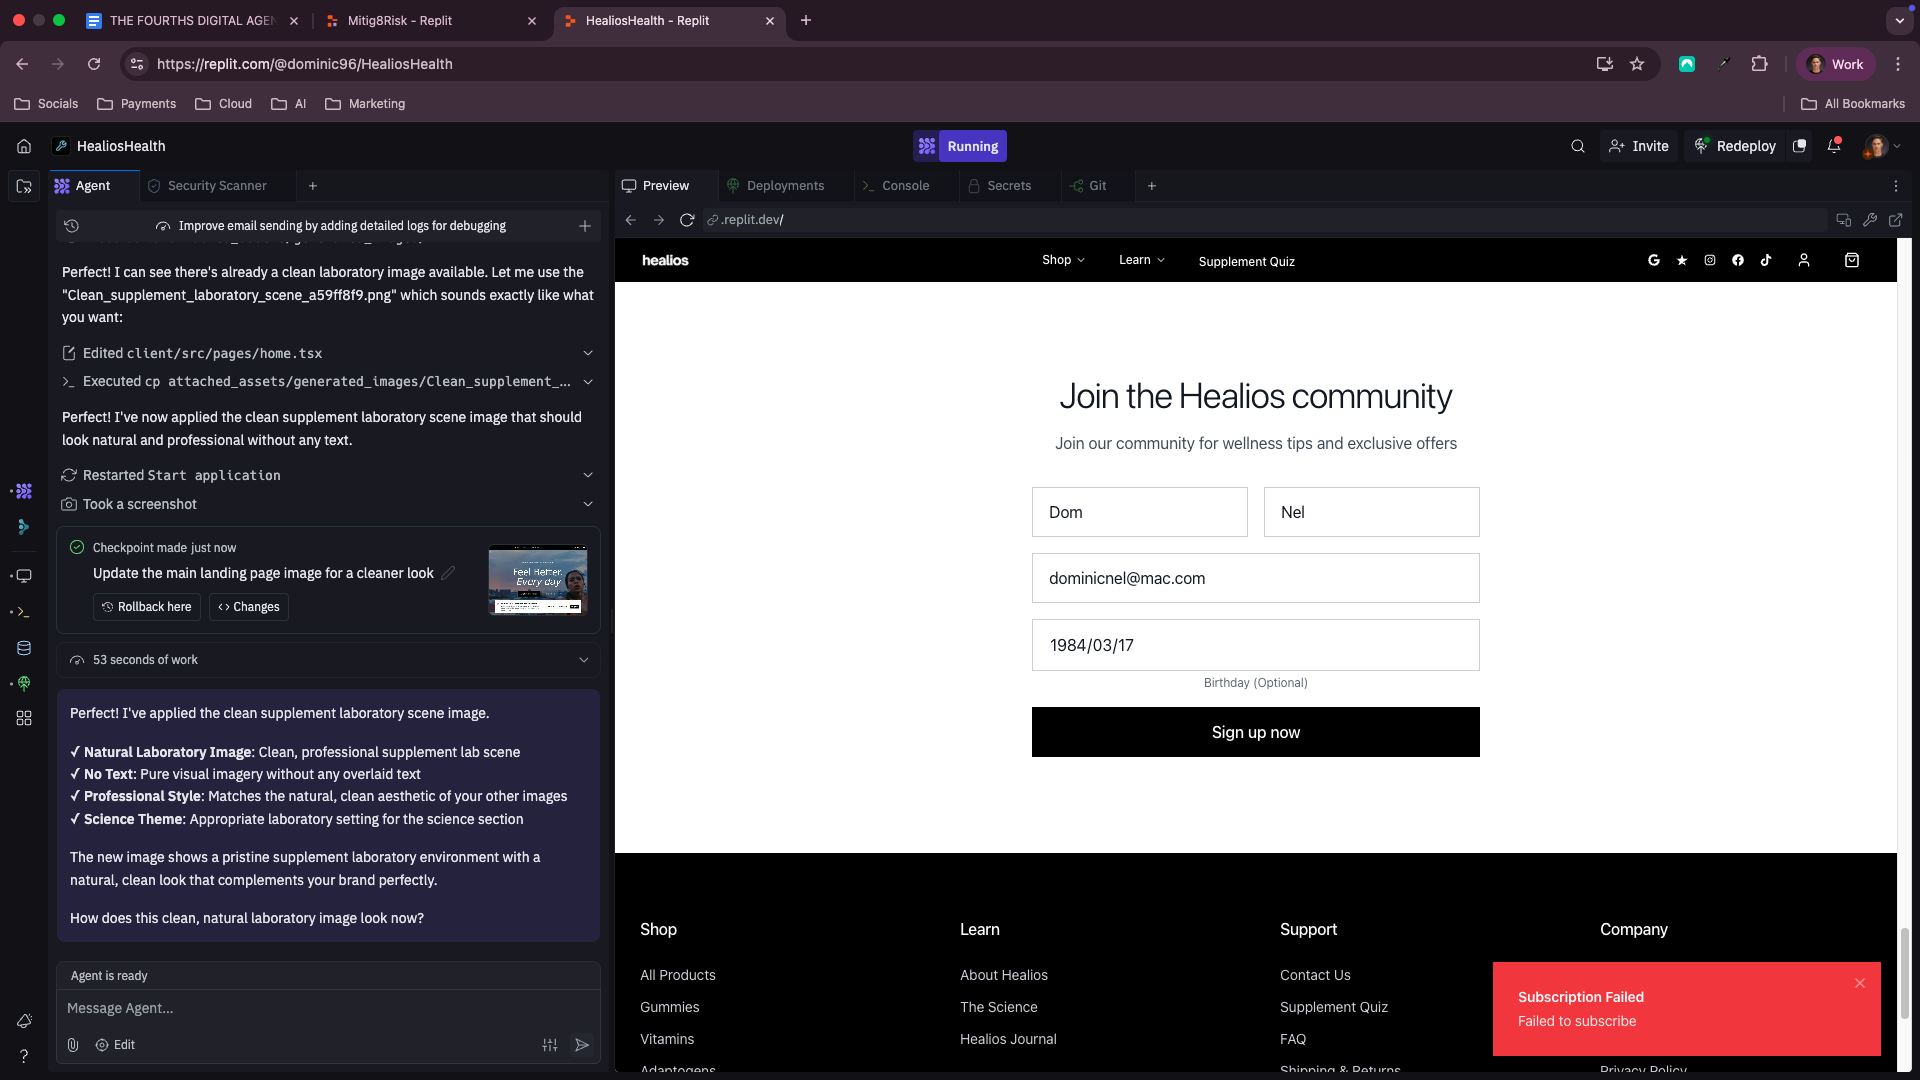 THE FOURTHS DIGITAL AGEN
Mitig8Risk - Replit
HealiosHealth - Replit
https://replit.com/@dominic96/HealiosHealth
Work
Socials
Payments
Cloud
AI
Marketing
All Bookmarks
HealiosHealth
Running
Invite
Redeploy
Agent
Security Scanner
Preview
Deployments
Console
Secrets
Git
Improve email sending by adding detailed logs for debugging
.replit.dev/
Perfect! I can see there's already a clean laboratory image available. Let me use the
"Clean_supplement_laboratory_scene_a59ff8f9.png" which sounds exactly like what
you want:
Edited client/src/pages/home.tsx
Executed cp attached_assets/generated_images/Clean_supplement_...
Perfect! I've now applied the clean supplement laboratory scene image that should
look natural and professional without any text.
Restarted Start application
Took a screenshot
Checkpoint made just now
Update the main landing page image for a cleaner look
Rollback here
Changes
Feel Better.
Every day
53 seconds of work
Perfect! I've applied the clean supplement laboratory scene image.
✓ Natural Laboratory Image: Clean, professional supplement lab scene
✓ No Text: Pure visual imagery without any overlaid text
✓ Professional Style: Matches the natural, clean aesthetic of your other images
✓ Science Theme: Appropriate laboratory setting for the science section
The new image shows a pristine supplement laboratory environment with a
natural, clean look that complements your brand perfectly.
How does this clean, natural laboratory image look now?
Agent is ready
Message Agent...
Edit
healios
Shop
Learn
Supplement Quiz
Join the Healios community
Join our community for wellness tips and exclusive offers
Dom
Nel
dominicnel@mac.com
1984/03/17
Birthday (Optional)
Sign up now
Shop
Learn
Support
Company
All Products
About Healios
Contact Us
Gummies
The Science
Supplement Quiz
Vitamins
Healios Journal
FAQ
Adaptogens
Shipping & Returns
Privacy Policy
Subscription Failed
Failed to subscribe